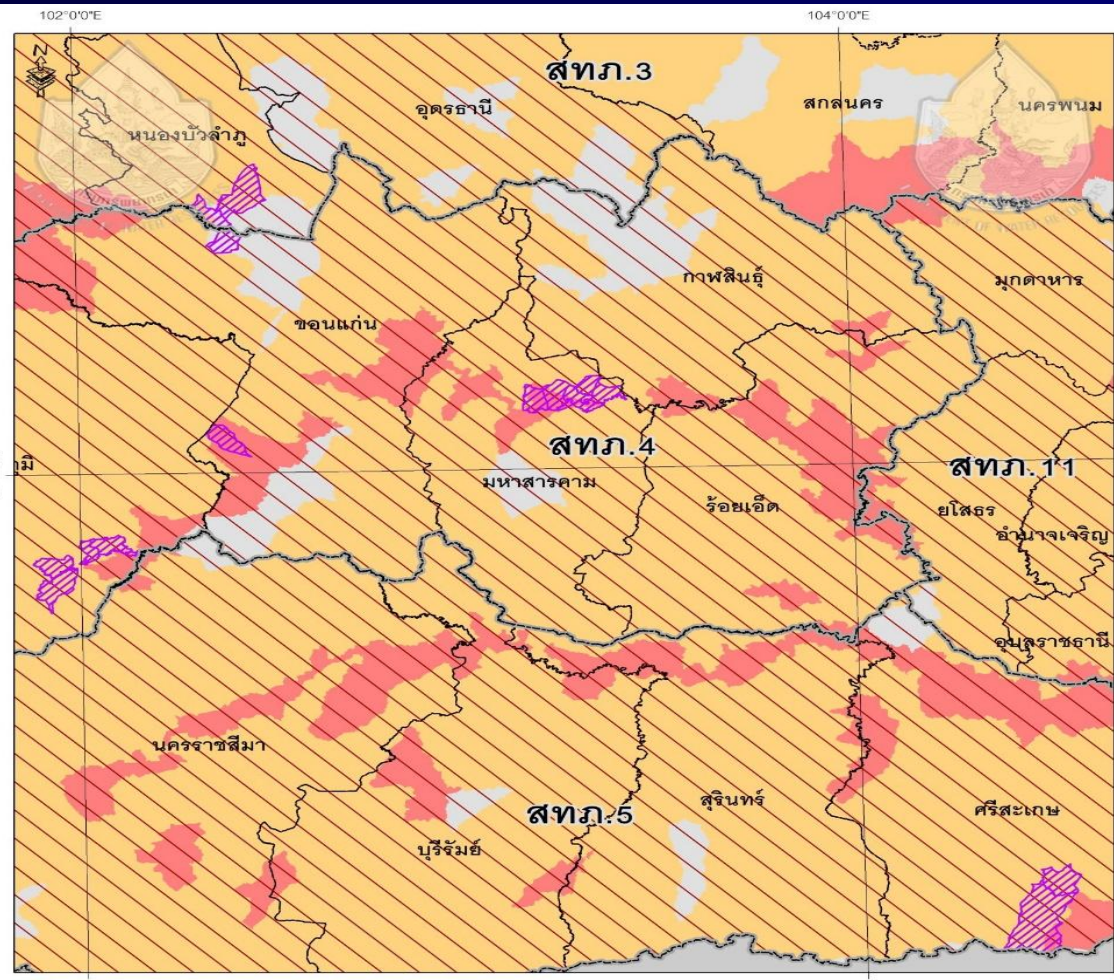 102°0'0"E
104°0'0"E
N
สทภ.3
อุดรธานี
สกลนคร
นครพนม
หนองบัวลำภู
กาฬสินธุ์
มุกดาหาร
ขอนแก่น
สทภ.4
สทภ.11
ภูมิ
มหาสารคาม
ร้อยเอ็ด
ยโสธร
อำนาจเจริญ
อุบลราชธานี
นครราชสีมา
สทภ.5
สุรินทร์
ศรีสะเกษ
บุรีรัมย์